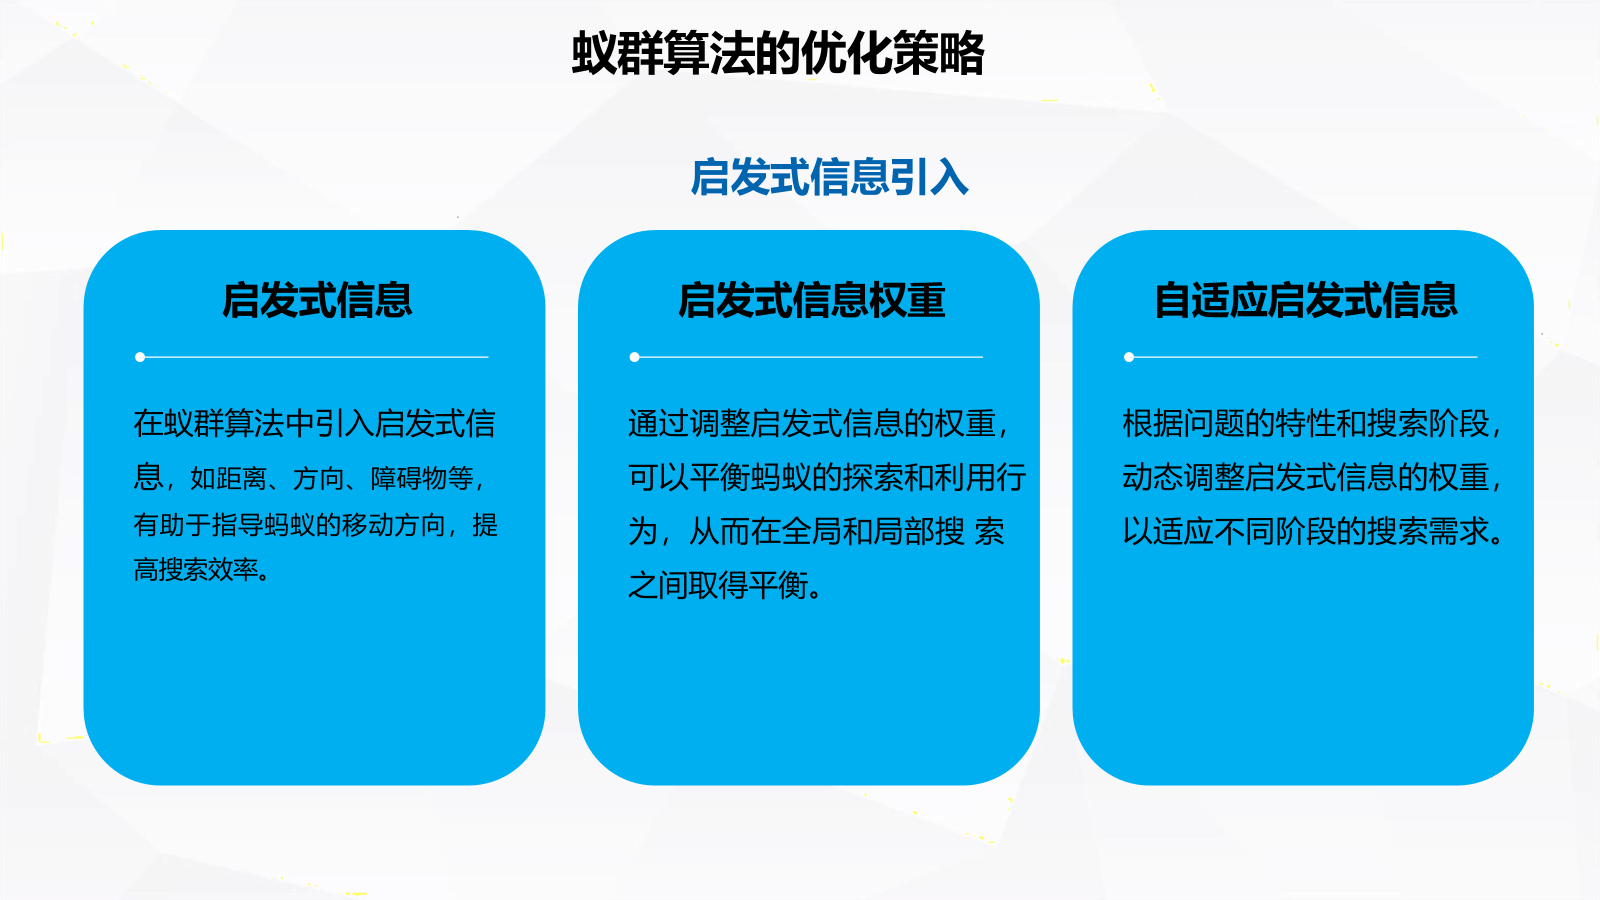 蚁群算法的优化策略
启发式信息引入
启发式信息
在蚁群算法中引入启发式信
息，如距离、方向、障碍物等，
有助于指导蚂蚁的移动方向，提
高搜索效率。
启发式信息权重
通过调整启发式信息的权重，
可以平衡蚂蚁的探索和利用行
为，从而在全局和局部搜 索
之间取得平衡。
自适应启发式信息
根据问题的特性和搜索阶段，
动态调整启发式信息的权重，
以适应不同阶段的搜索需求。